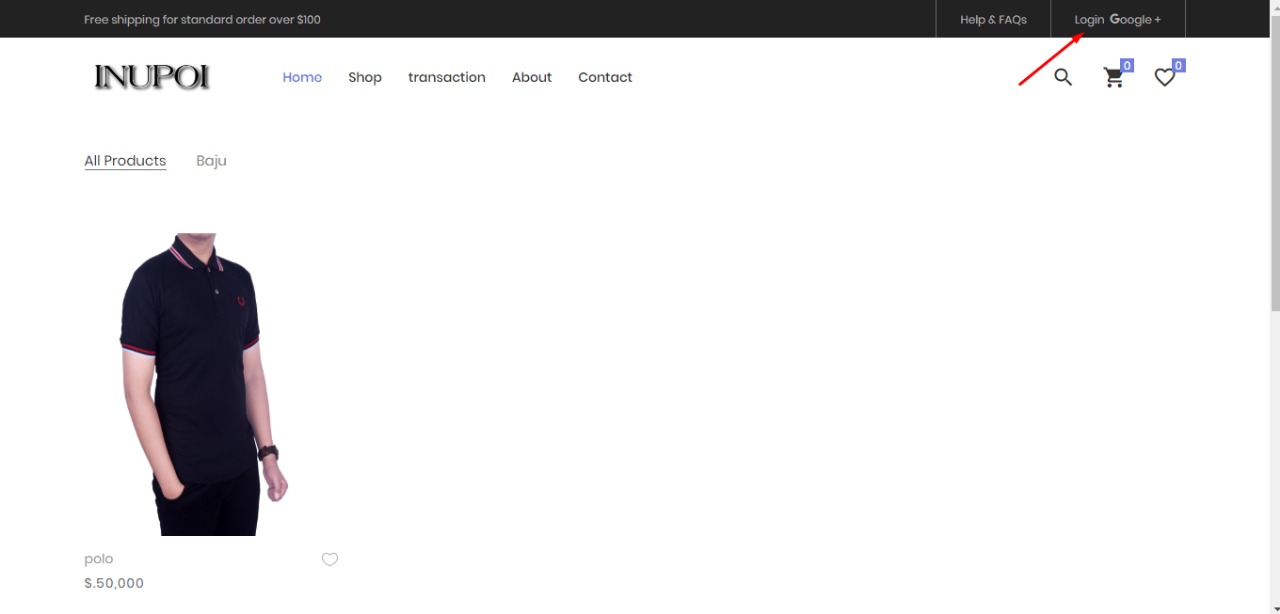 Free shipping for standard order over $100
Help & FAQs
Login Google +
INUPOI
Home Shop transaction About Contact
0 0
All Products Baju
polo
$.50,000